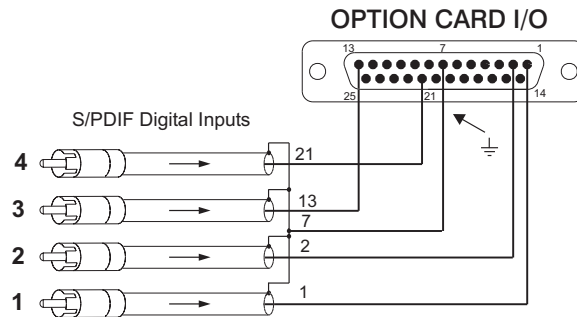 OPTION CARD I/O
13 7 1
25 21 14
S/PDIF Digital Inputs
4 21
3 13
7
2 2
1 1